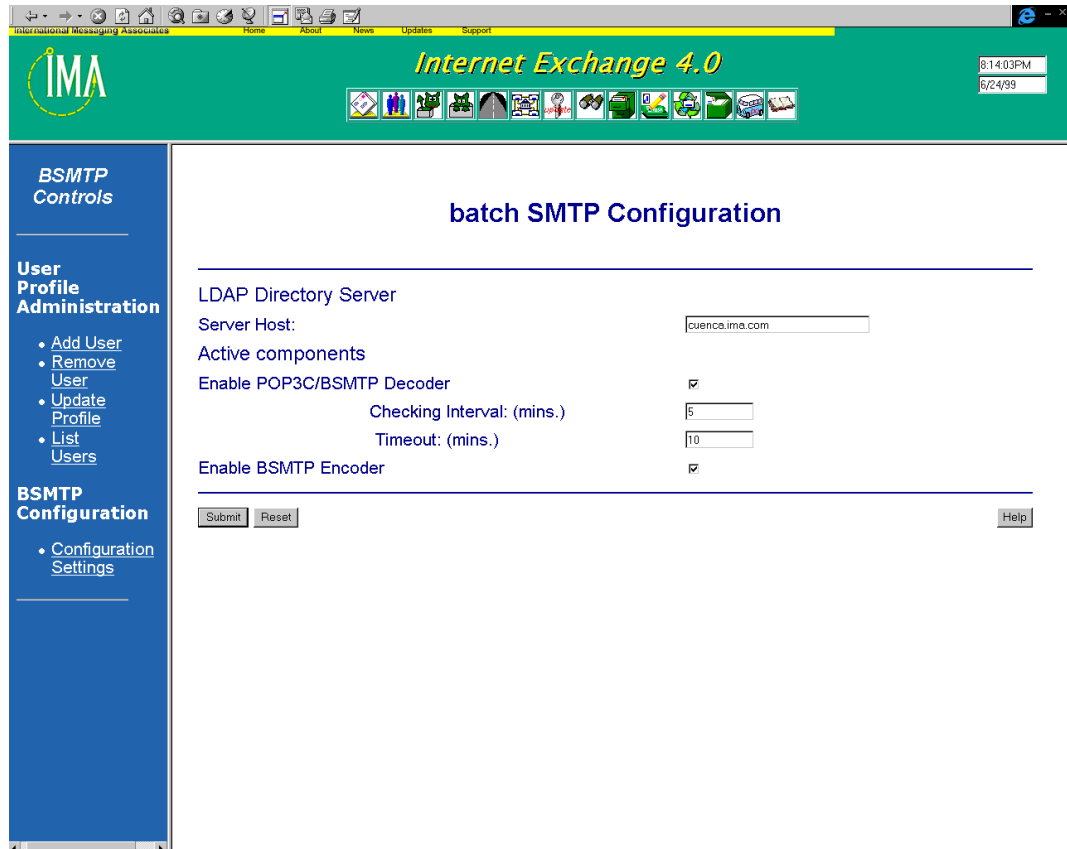 International Messaging Associates
Home About News Updates Support
IMA
Internet Exchange 4.0
8:14:03PM
6/24/99
update
BSMTP
Controls
User
Profile
Administration
Add User
Remove
User
Update
Profile
List
Users
BSMTP
Configuration
Configuration
Settings
batch SMTP Configuration
LDAP Directory Server
Server Host: cuenca.ima.com
Active components
Enable POP3C/BSMTP Decoder
Checking Interval: (mins.) 5
Timeout: (mins.) 10
Enable BSMTP Encoder
Submit Reset Help